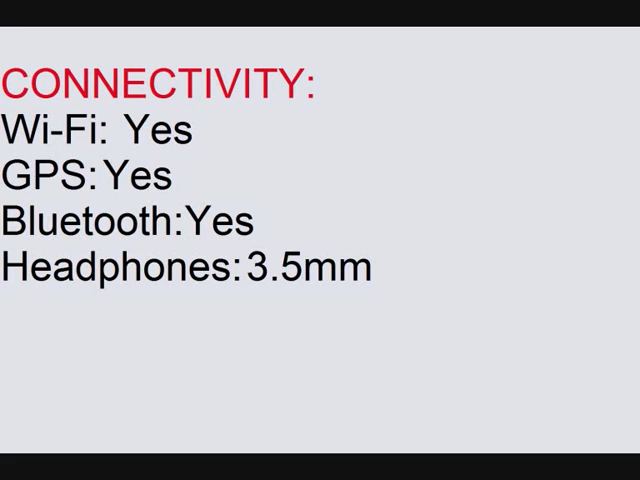 CONNECTIVITY:
Wi-Fi: Yes
GPS: Yes
Bluetooth:Yes
Headphones: 3.5mm